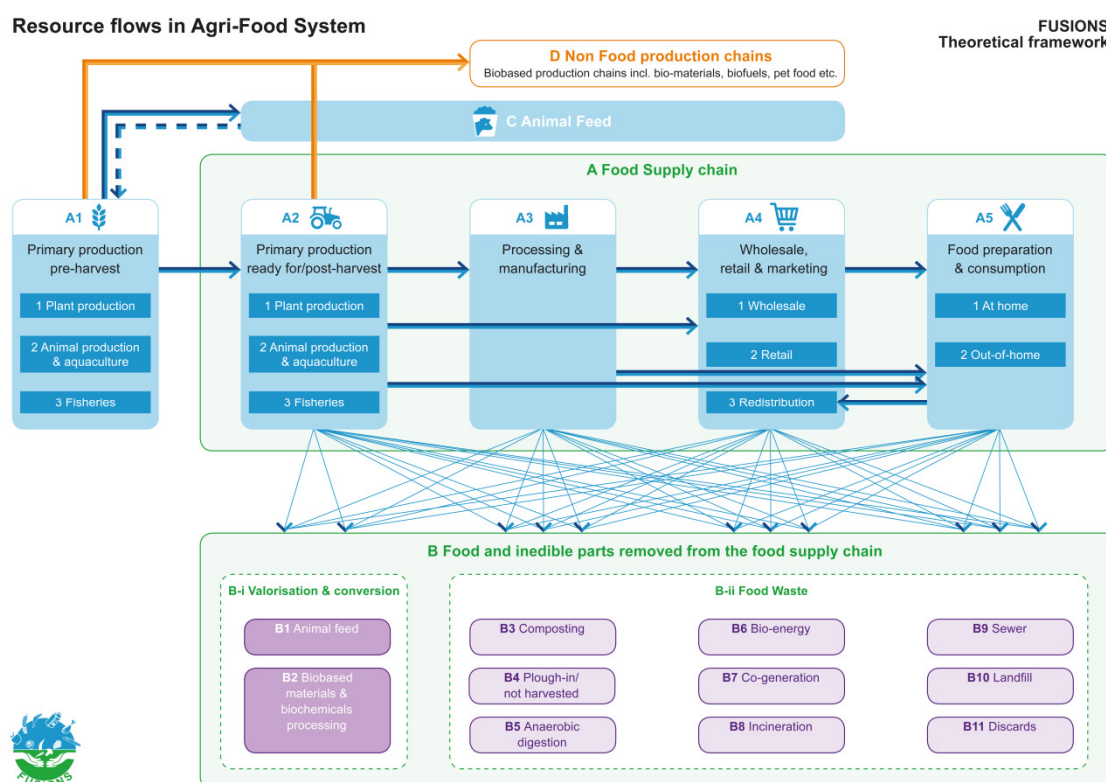 Resource flows in Agri-Food System
FUSIONS
Theoretical framework
D Non Food production chains
Biobased production chains incl. bio-materials, biofuels, pet food etc.
C Animal Feed
A Food Supply chain
A1
Primary production
pre-harvest
1 Plant production
2 Animal production
& aquaculture
3 Fisheries
A2
Primary production
ready for/post-harvest
1 Plant production
2 Animal production
& aquaculture
3 Fisheries
A3
Processing &
manufacturing
A4
Wholesale,
retail & marketing
1 Wholesale
2 Retail
3 Redistribution
A5
Food preparation
& consumption
1 At home
2 Out-of-home
B Food and inedible parts removed from the food supply chain
B-i Valorisation & conversion
B1 Animal feed
B2 Biobased
materials &
biochemicals
processing
B-ii Food Waste
B3 Composting
B4 Plough-in/
not harvested
B5 Anaerobic
digestion
B6 Bio-energy
B7 Co-generation
B8 Incineration
B9 Sewer
B10 Landfill
B11 Discards
FUSIONS